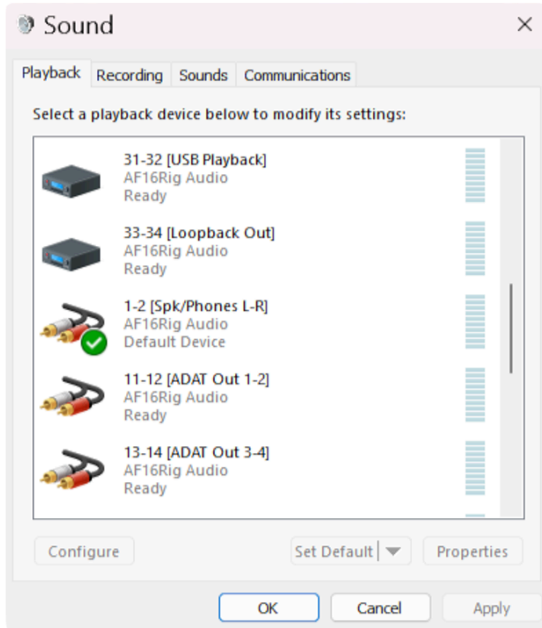 Sound
Playback Recording Sounds Communications
Select a playback device below to modify its settings:
31-32 [USB Playback]
AF16Rig Audio
Ready
33-34 [Loopback Out]
AF16Rig Audio
Ready
1-2 [Spk/Phones L-R]
AF16Rig Audio
Default Device
11-12 [ADAT Out 1-2]
AF16Rig Audio
Ready
13-14 [ADAT Out 3-4]
AF16Rig Audio
Ready
Configure Set Default Properties
OK Cancel Apply